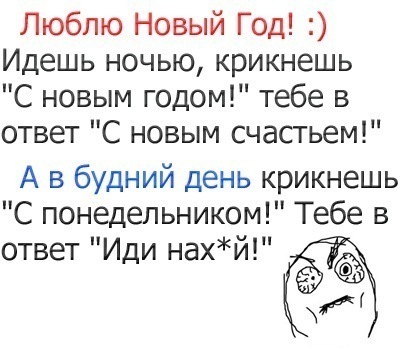 Люблю Новый Год! :)
Идешь ночью, крикнешь
"С новым годом!" тебе в
ответ "С новым счастьем!"
А в будний день крикнешь
"С понедельником!" Тебе в
ответ "Иди нах*й!"